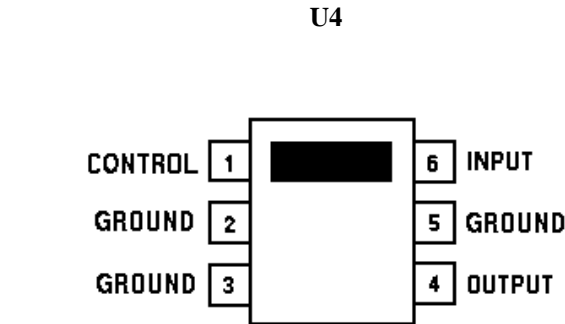 U4
CONTROL 1 6 INPUT
GROUND 2 5 GROUND
GROUND 3 4 OUTPUT